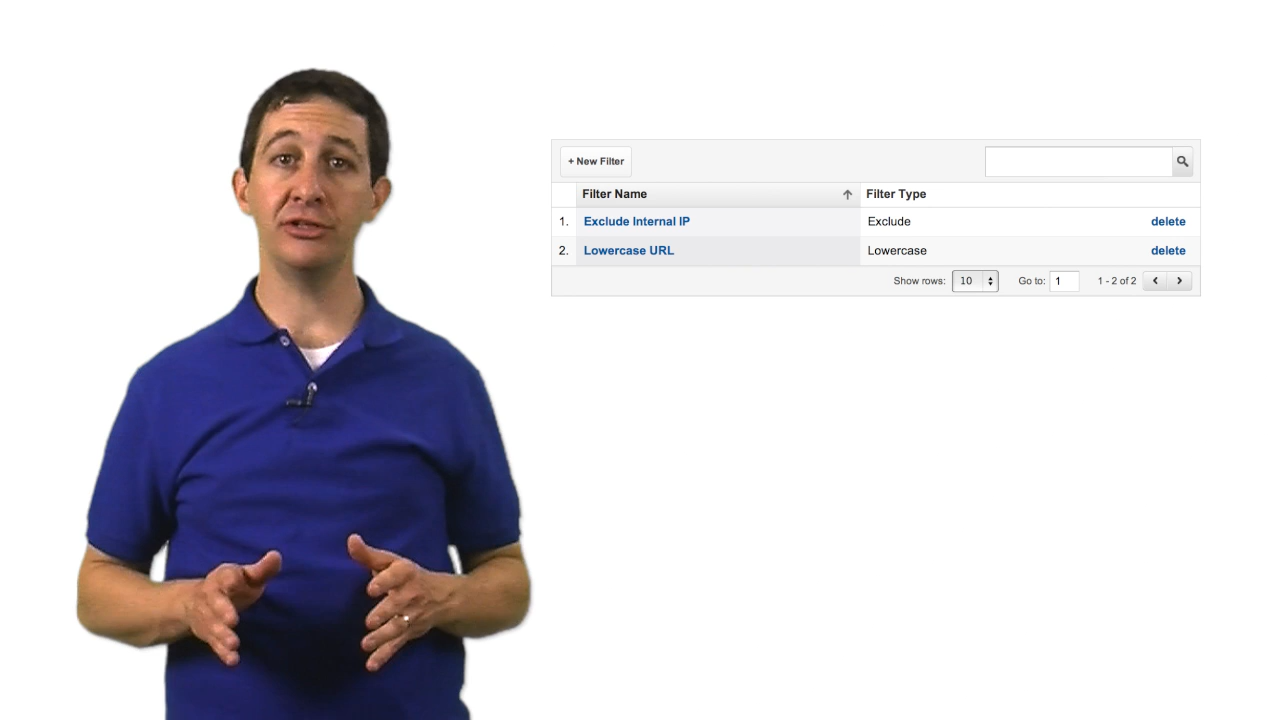 + New Filter
Filter Name Filter Type
1. Exclude Internal IP Exclude delete
2. Lowercase URL Lowercase delete
Show rows: 10 Go to: 1 1 - 2 of 2